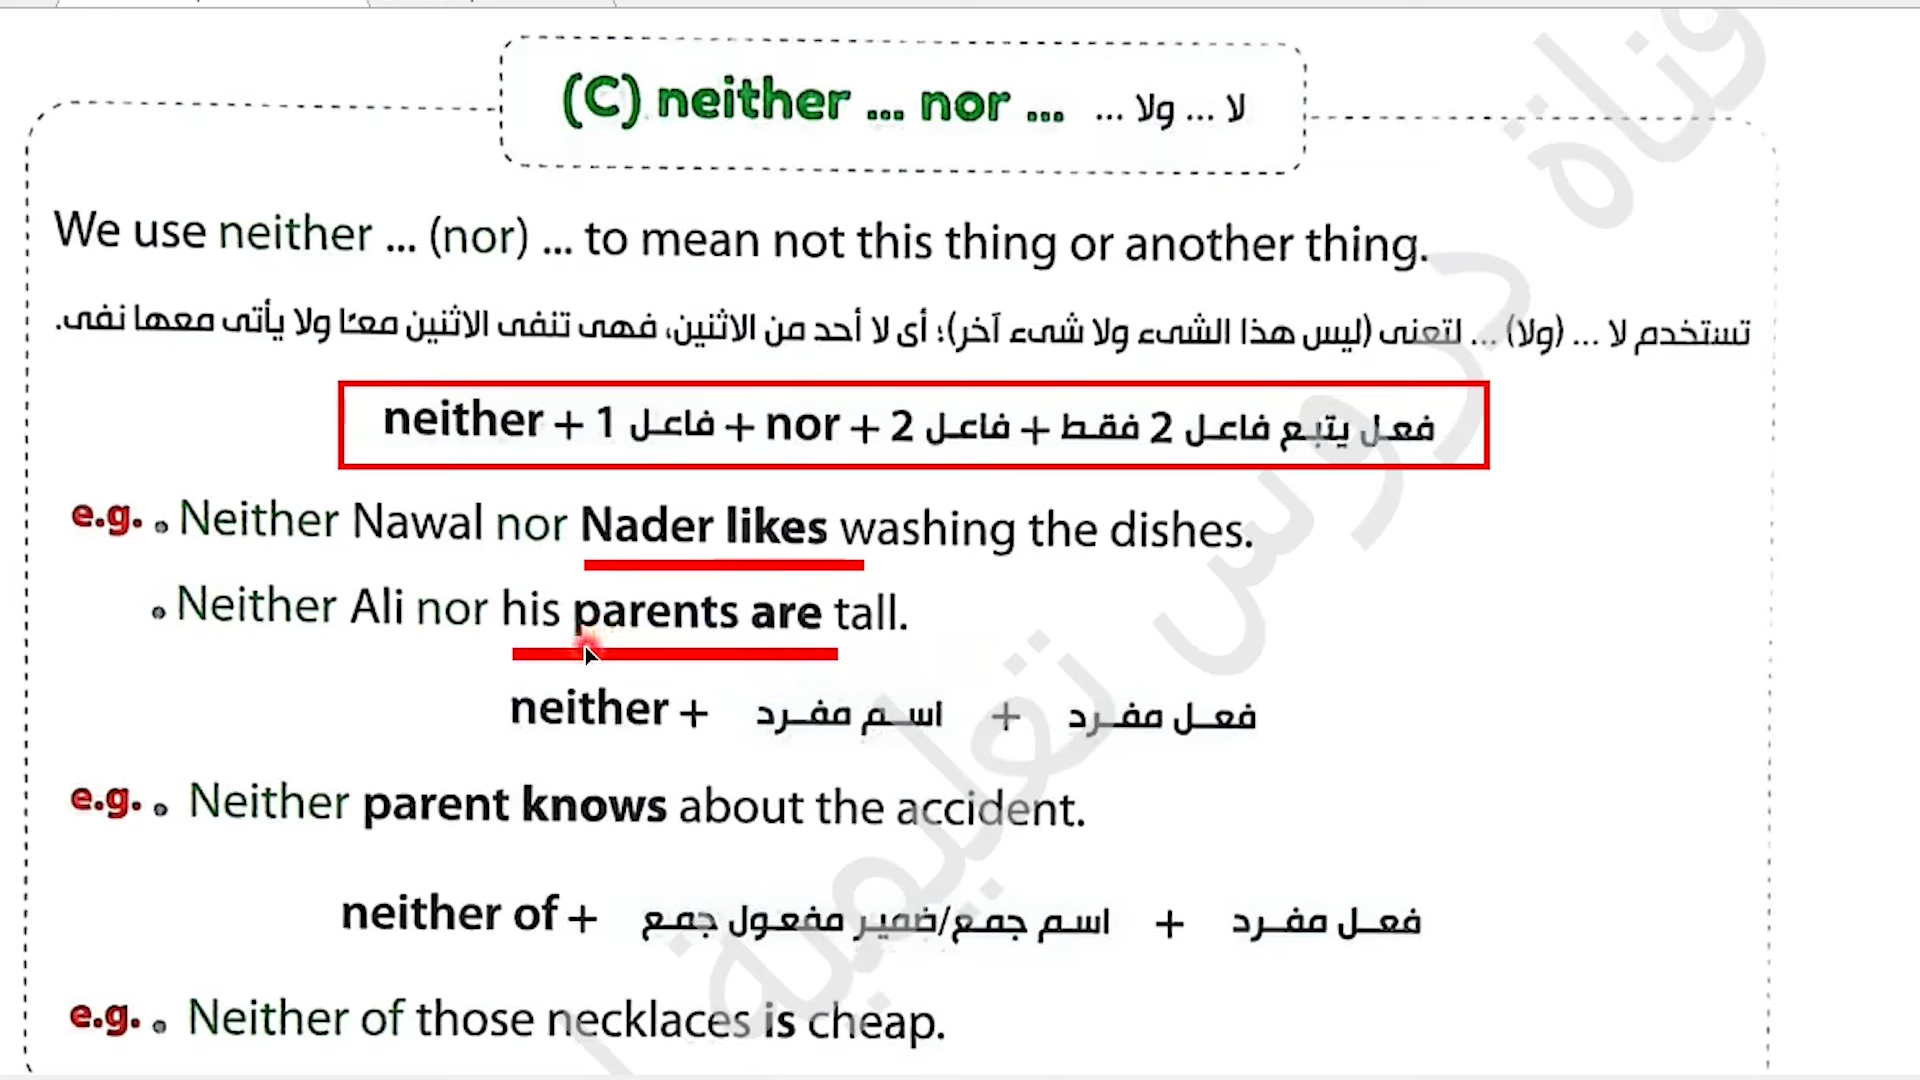 (C) neither ... nor ... لا ... ولا ...
We use neither ... (nor) ... to mean not this thing or another thing.
تستخدم لا ... (ولا) ... لتعنى (ليس هذا الشىء ولا شىء آخر)؛ أى لا أحد من الاثنين، فهى تنفى الاثنين معًا ولا يأتى معها نفى.
neither + فاعل 1 + nor + فاعل 2 + فعل يتبع فاعل 2 فقط
e.g. • Neither Nawal nor Nader likes washing the dishes.
• Neither Ali nor his parents are tall.
neither + اسم مفرد + فعل مفرد
e.g. • Neither parent knows about the accident.
neither of + اسم جمع/ضمير مفعول جمع + فعل مفرد
e.g. • Neither of those necklaces is cheap.
قناة دروس تعليمية